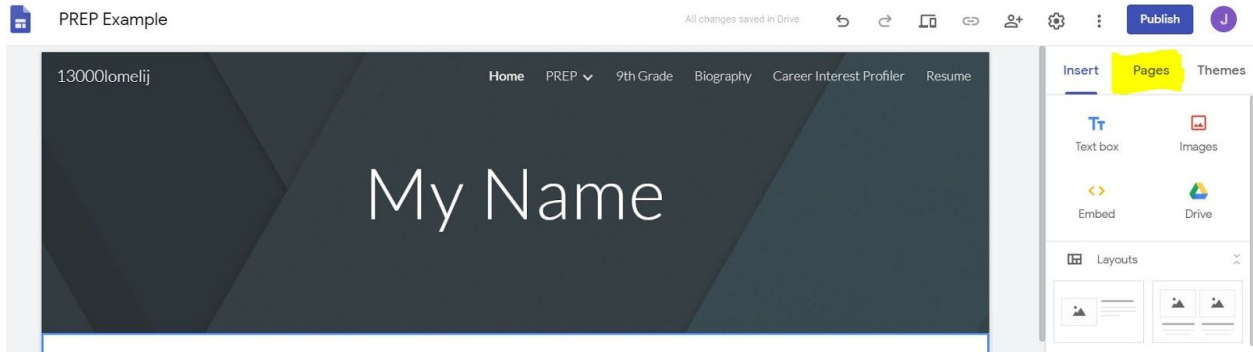 PREP Example
All changes saved in Drive
Publish
J
13000lomelij
Home PREP 9th Grade Biography Career Interest Profiler Resume
My Name
Insert Pages Themes
Tт
Text box Images
Embed Drive
Layouts